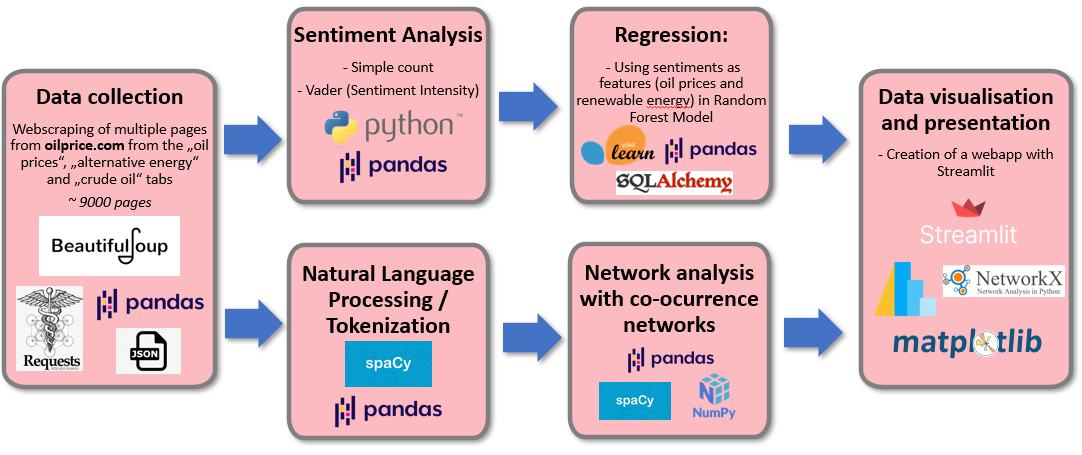 Data collection
Webscraping of multiple pages
from oilprice.com from the „oil
prices“, „alternative energy“
and „crude oil“ tabs
~ 9000 pages
BeautifulSoup
Requests
pandas
JSON
Sentiment Analysis
- Simple count
- Vader (Sentiment Intensity)
python™
pandas
Regression:
- Using sentiments as
features (oil prices and
renewable energy) in Random
Forest Model
learn
pandas
SQLAlchemy
Natural Language
Processing /
Tokenization
spaCy
pandas
Network analysis
with co-ocurrence
networks
pandas
spaCy
NumPy
Data visualisation
and presentation
- Creation of a webapp with
Streamlit
Streamlit
NetworkX
Network Analysis in Python
matplotlib